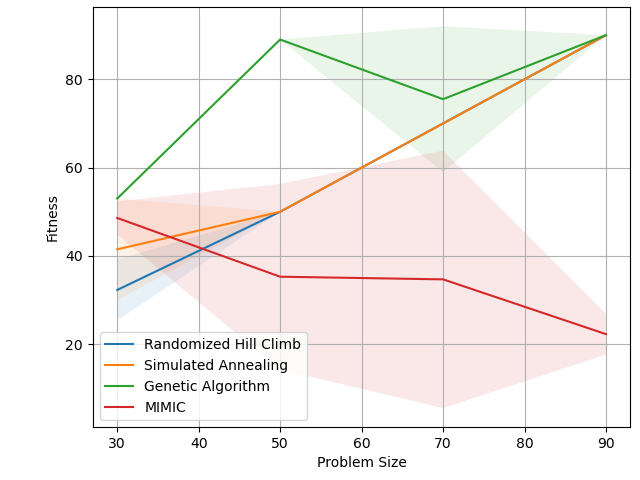 Fitness
80
60
40
20
Randomized Hill Climb
Simulated Annealing
Genetic Algorithm
MIMIC
30 40 50 60 70 80 90
Problem Size